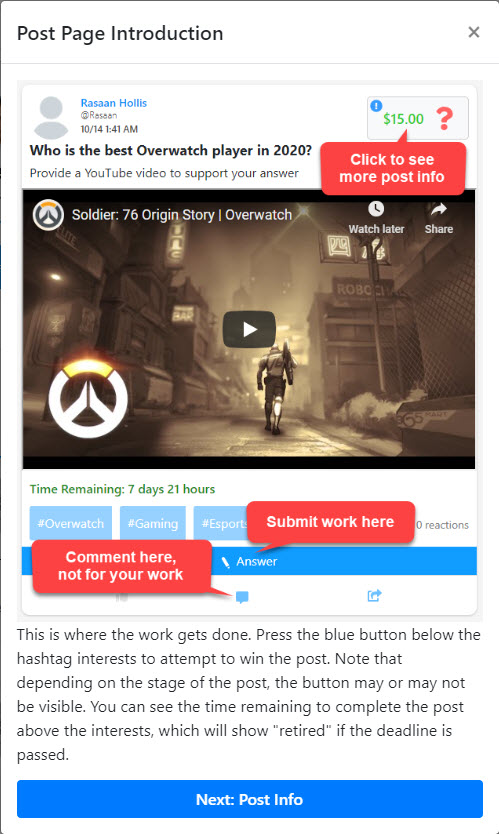 Post Page Introduction ×
Rasaan Hollis
@Rasaan
10/14 1:41 AM
$15.00 ?
Who is the best Overwatch player in 2020?
Provide a YouTube video to support your answer
Click to see
more post info
Soldier: 76 Origin Story | Overwatch
Watch later
Share
BAR
ROBOCHA
Time Remaining: 7 days 21 hours
#Overwatch
#Gaming
#Esports
Submit work here
0 reactions
Comment here,
not for your work
Answer
This is where the work gets done. Press the blue button below the
hashtag interests to attempt to win the post. Note that
depending on the stage of the post, the button may or may not
be visible. You can see the time remaining to complete the post
above the interests, which will show "retired" if the deadline is
passed.
Next: Post Info